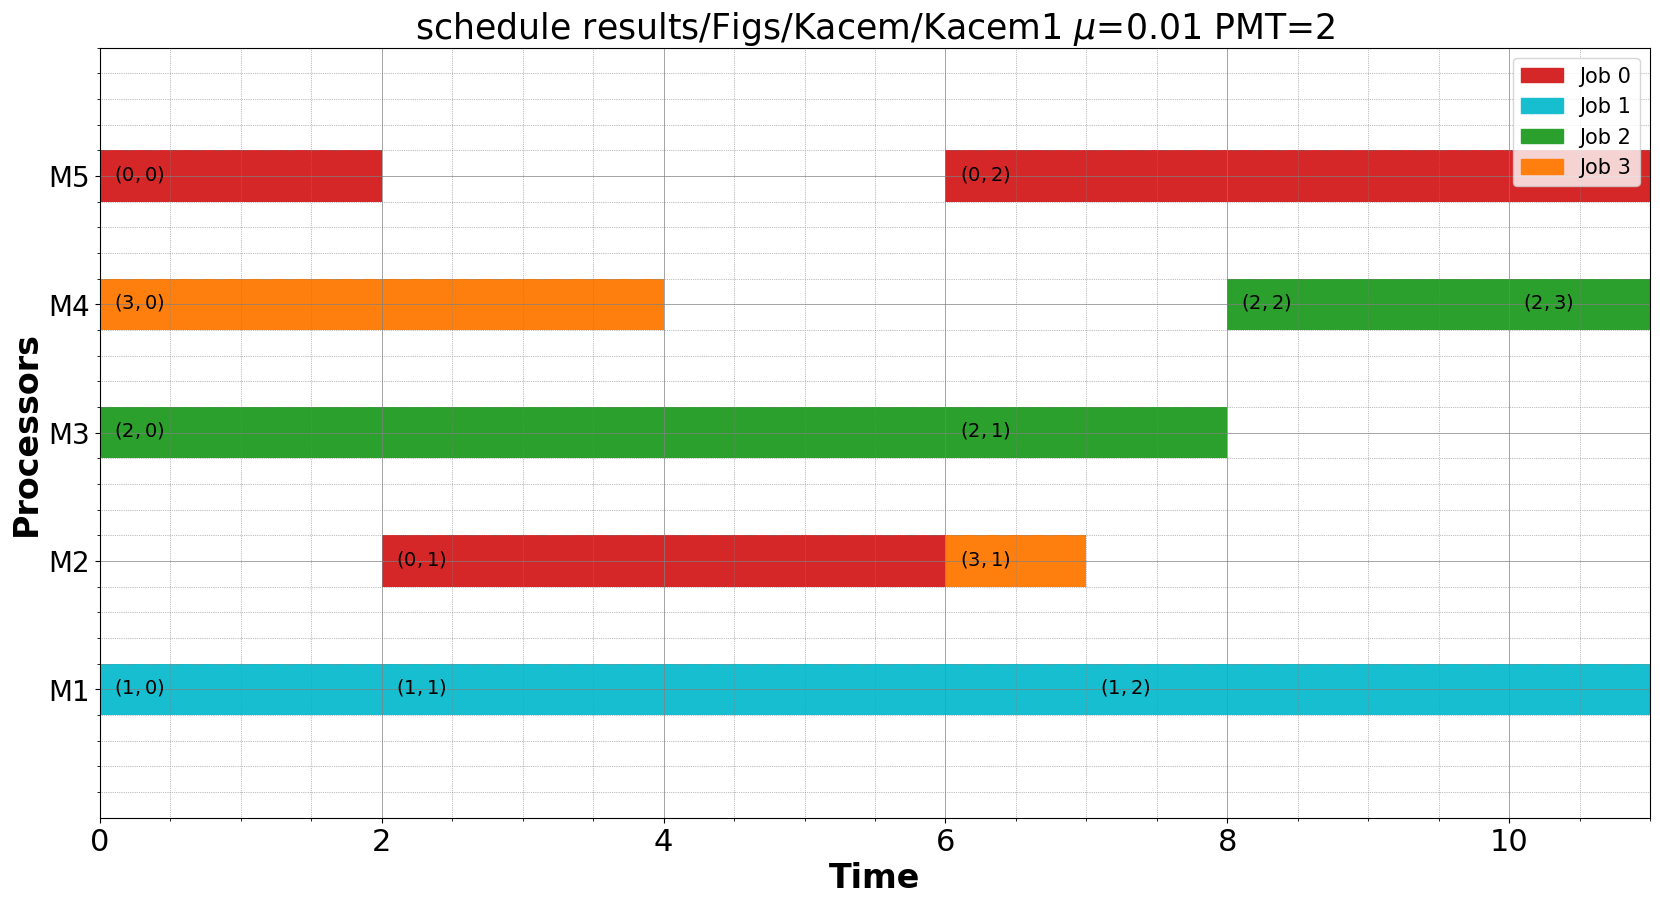 schedule results/Figs/Kacem/Kacem1 μ=0.01 PMT=2
Job 0
Job 1
Job 2
Job 3
M5 (0, 0) (0, 2)
M4 (3, 0) (2, 2) (2, 3)
M3 (2, 0) (2, 1)
M2 (0, 1) (3, 1)
M1 (1, 0) (1, 1) (1, 2)
Processors
0 2 4 6 8 10
Time